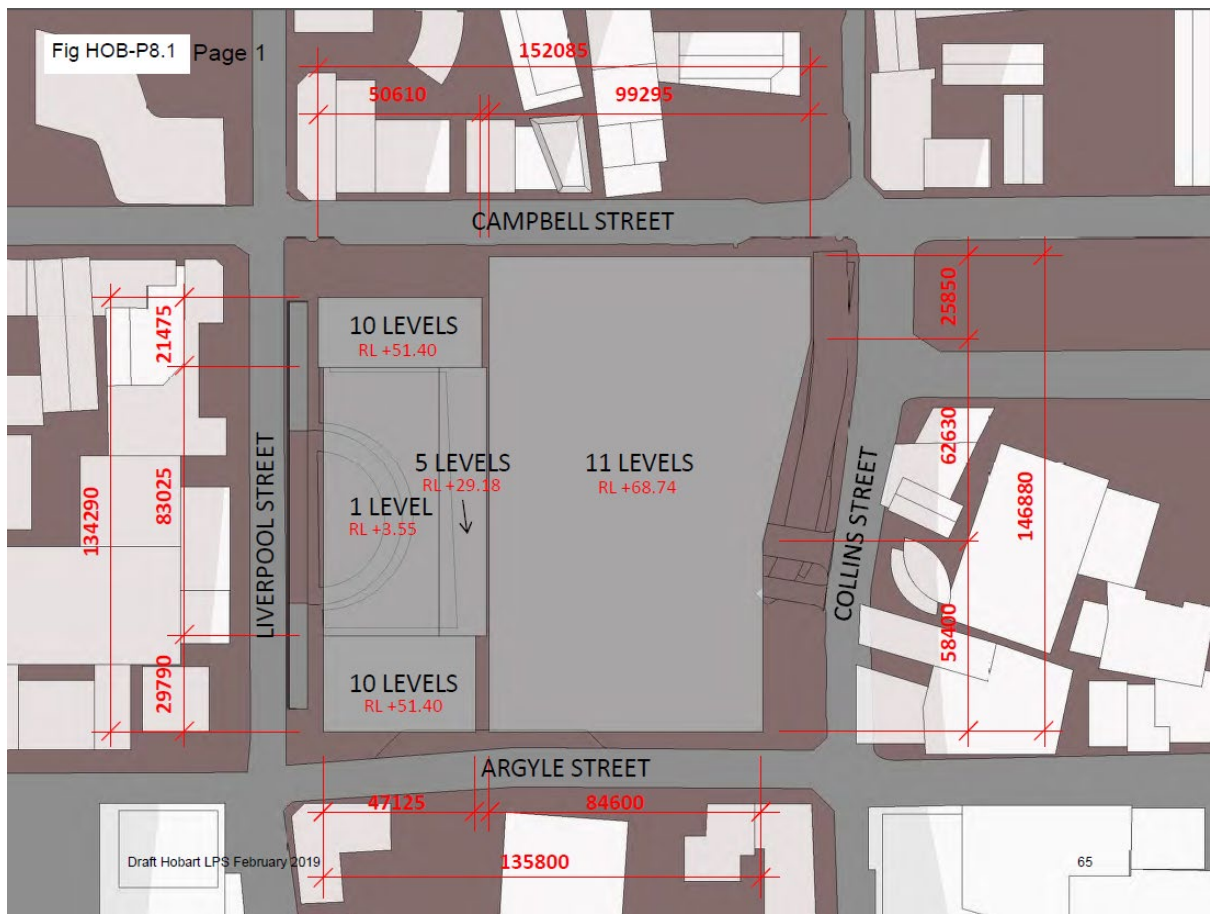 Fig HOB-P8.1 Page 1
152085
50610
99295
CAMPBELL STREET
21475
83025
134290
29790
LIVERPOOL STREET
10 LEVELS
RL +51.40
5 LEVELS
RL +29.18
1 LEVEL
RL +3.55
11 LEVELS
RL +68.74
10 LEVELS
RL +51.40
25850
62630
146880
58400
COLLINS STREET
ARGYLE STREET
47125
84600
135800
Draft Hobart LPS February 2019
65